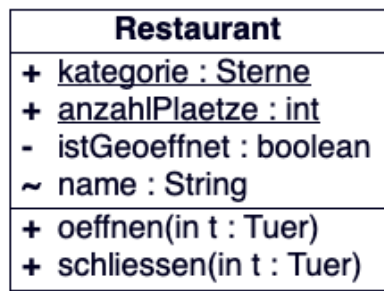 Restaurant
+ kategorie : Sterne
+ anzahlPlaetze : int
- istGeoeffnet : boolean
~ name : String
+ oeffnen(in t : Tuer)
+ schliessen(in t : Tuer)